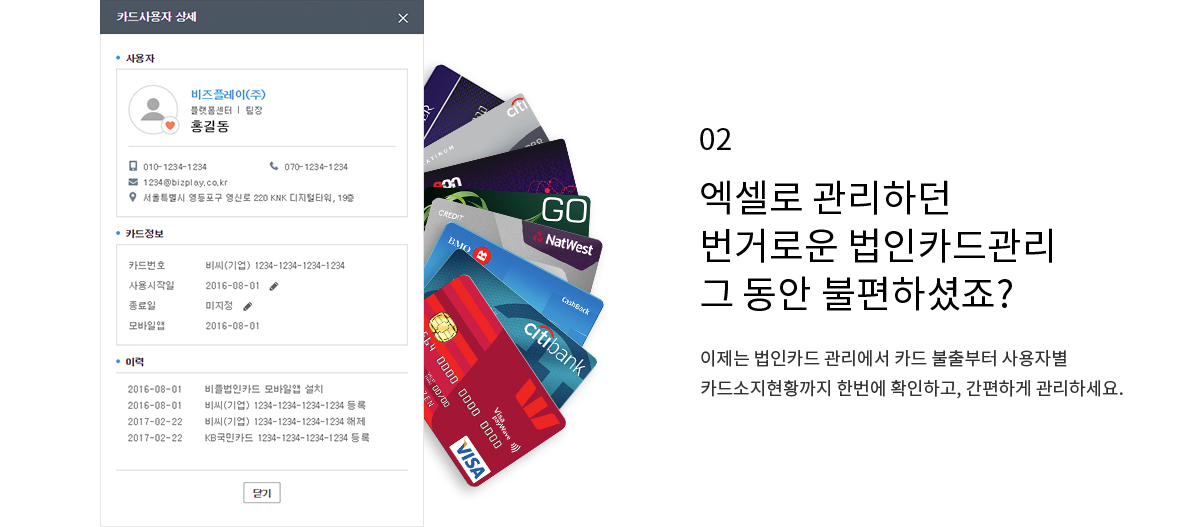 카드사용자 상세
사용자
비즈플레이(주)
플랫폼센터 | 팀장
홍길동
010-1234-1234
070-1234-1234
1234@bizplay.co.kr
서울특별시 영등포구 영신로 220 KNK 디지털타워, 19층
카드정보
카드번호 비씨(기업) 1234-1234-1234-1234
사용시작일 2016-08-01
종료일 미지정
모바일앱 2016-08-01
이력
2016-08-01 비플법인카드 모바일앱 설치
2016-08-01 비씨(기업) 1234-1234-1234-1234 등록
2017-02-22 비씨(기업) 1234-1234-1234-1234 해제
2017-02-22 KB국민카드 1234-1234-1234-1234 등록
닫기
citi
eon
GO
CREDIT
NatWest
BMO
CashBack
citibank
Visa
payWave
VISA
02
엑셀로 관리하던
번거로운 법인카드관리
그 동안 불편하셨죠?
이제는 법인카드 관리에서 카드 불출부터 사용자별
카드소지현황까지 한번에 확인하고, 간편하게 관리하세요.